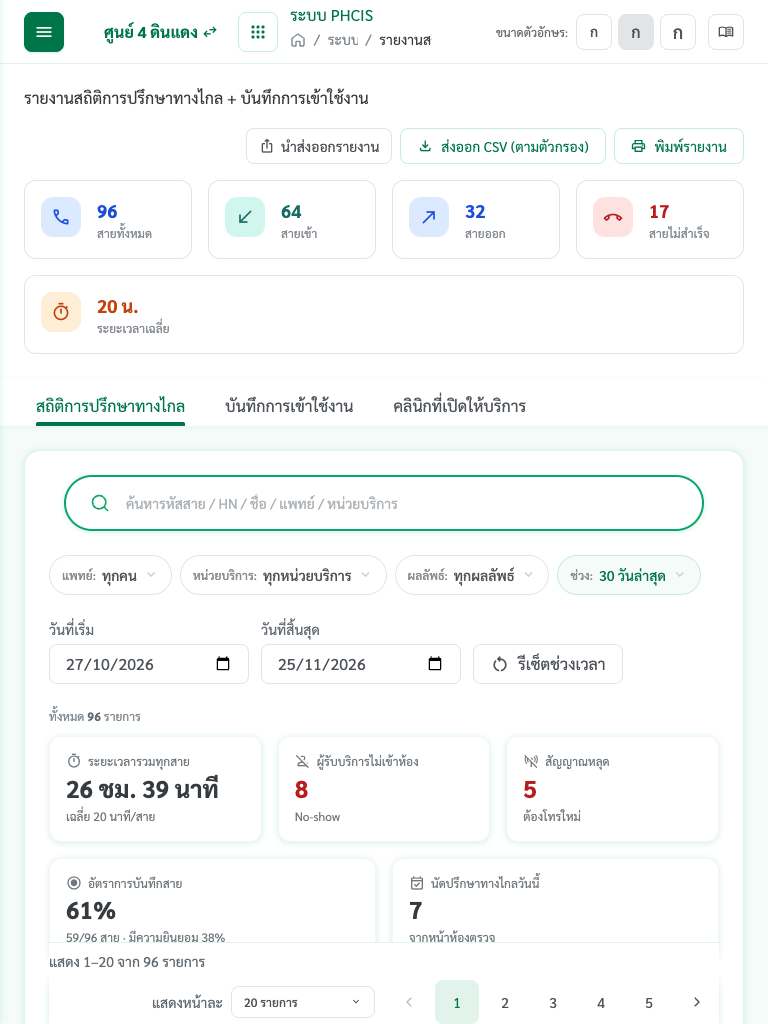 ศูนย์ 4 ดินแดง
ระบบ PHCIS
/ ระบบ / รายงานส
ขนาดตัวอักษร: ก ก ก
รายงานสถิติการปรึกษาทางไกล + บันทึกการเข้าใช้งาน
นำส่งออกรายงาน
ส่งออก CSV (ตามตัวกรอง)
พิมพ์รายงาน
96
สายทั้งหมด
64
สายเข้า
32
สายออก
17
สายไม่สำเร็จ
20 น.
ระยะเวลาเฉลี่ย
สถิติการปรึกษาทางไกล
บันทึกการเข้าใช้งาน
คลินิกที่เปิดให้บริการ
ค้นหารหัสสาย / HN / ชื่อ / แพทย์ / หน่วยบริการ
แพทย์: ทุกคน
หน่วยบริการ: ทุกหน่วยบริการ
ผลลัพธ์: ทุกผลลัพธ์
ช่วง: 30 วันล่าสุด
วันที่เริ่ม
วันที่สิ้นสุด
27/10/2026
25/11/2026
รีเซ็ตช่วงเวลา
ทั้งหมด 96 รายการ
ระยะเวลารวมทุกสาย
26 ชม. 39 นาที
เฉลี่ย 20 นาที/สาย
ผู้รับบริการไม่เข้าห้อง
8
No-show
สัญญาณหลุด
5
ต้องโทรใหม่
อัตราการบันทึกสาย
61%
59/96 สาย · มีความยินยอม 38%
นัดปรึกษาทางไกลวันนี้
7
จากหน้าห้องตรวจ
แสดง 1–20 จาก 96 รายการ
แสดงหน้าละ 20 รายการ
1 2 3 4 5